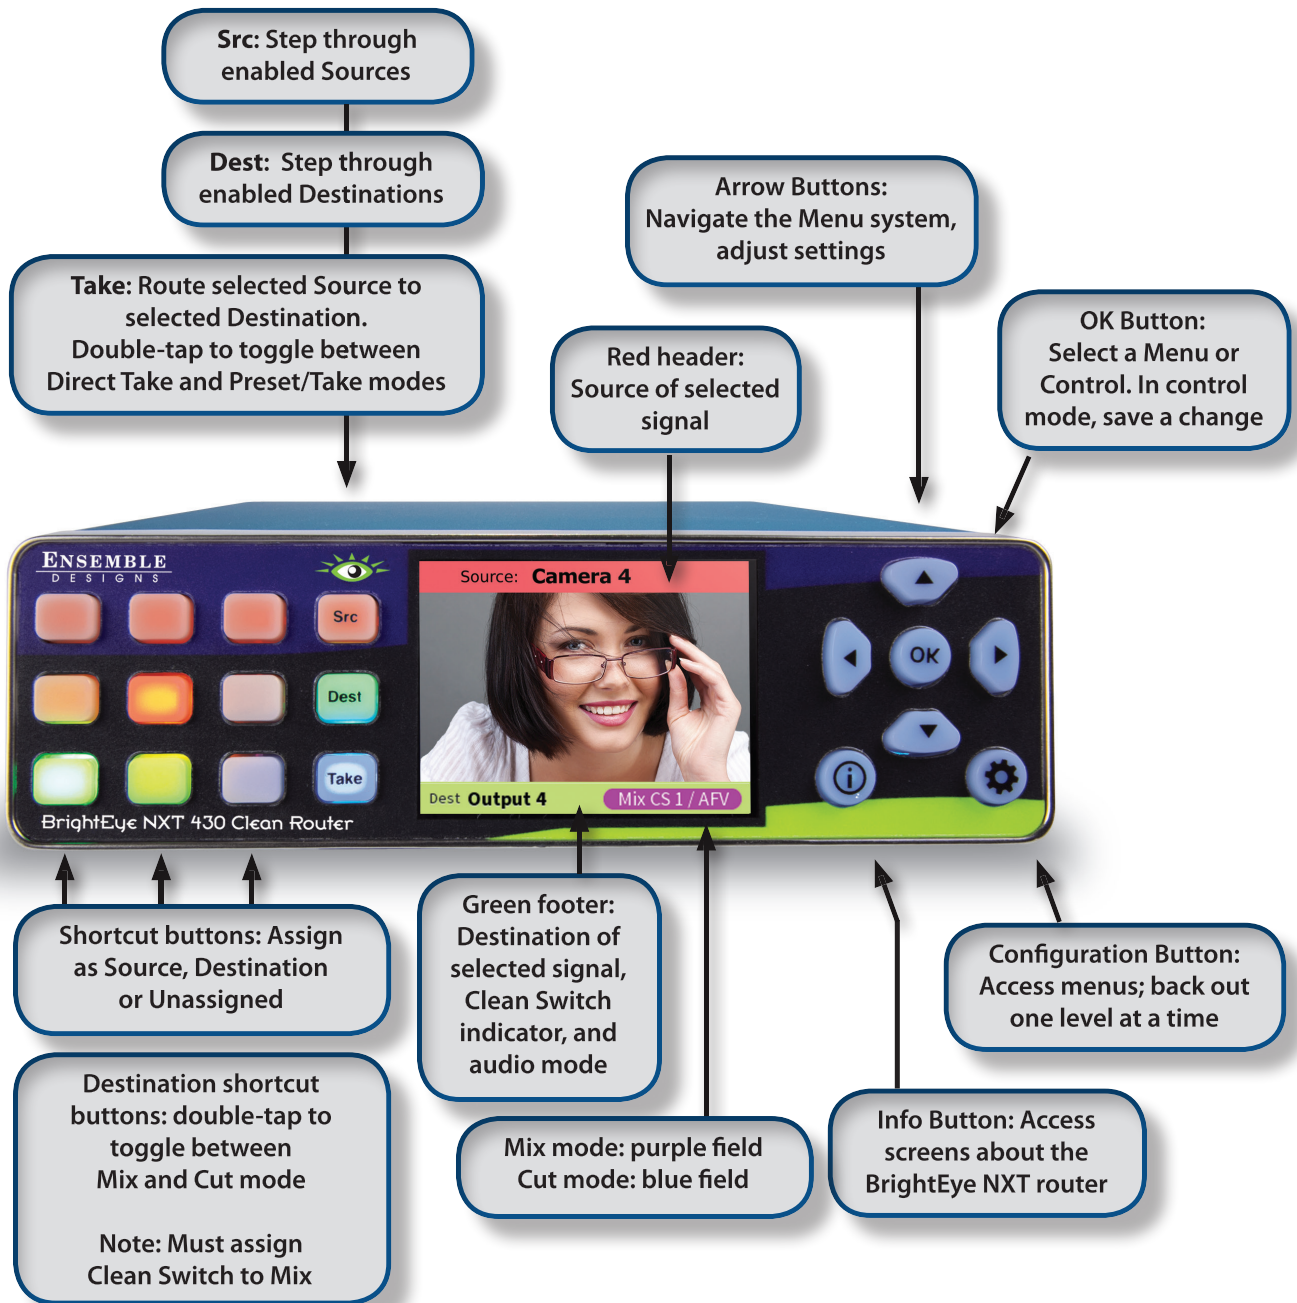 Src: Step through
enabled Sources
Dest: Step through
enabled Destinations
Take: Route selected Source to
selected Destination.
Double-tap to toggle between
Direct Take and Preset/Take modes
Arrow Buttons:
Navigate the Menu system,
adjust settings
Red header:
Source of selected
signal
OK Button:
Select a Menu or
Control. In control
mode, save a change
ENSEMBLE
DESIGNS
Src
Dest
Take
BrightEye NXT 430 Clean Router
Source: Camera 4
Dest Output 4 Mix CS 1 / AFV
OK
i
Shortcut buttons: Assign
as Source, Destination
or Unassigned
Destination shortcut
buttons: double-tap to
toggle between
Mix and Cut mode
Note: Must assign
Clean Switch to Mix
Green footer:
Destination of
selected signal,
Clean Switch
indicator, and
audio mode
Mix mode: purple field
Cut mode: blue field
Info Button: Access
screens about the
BrightEye NXT router
Configuration Button:
Access menus; back out
one level at a time